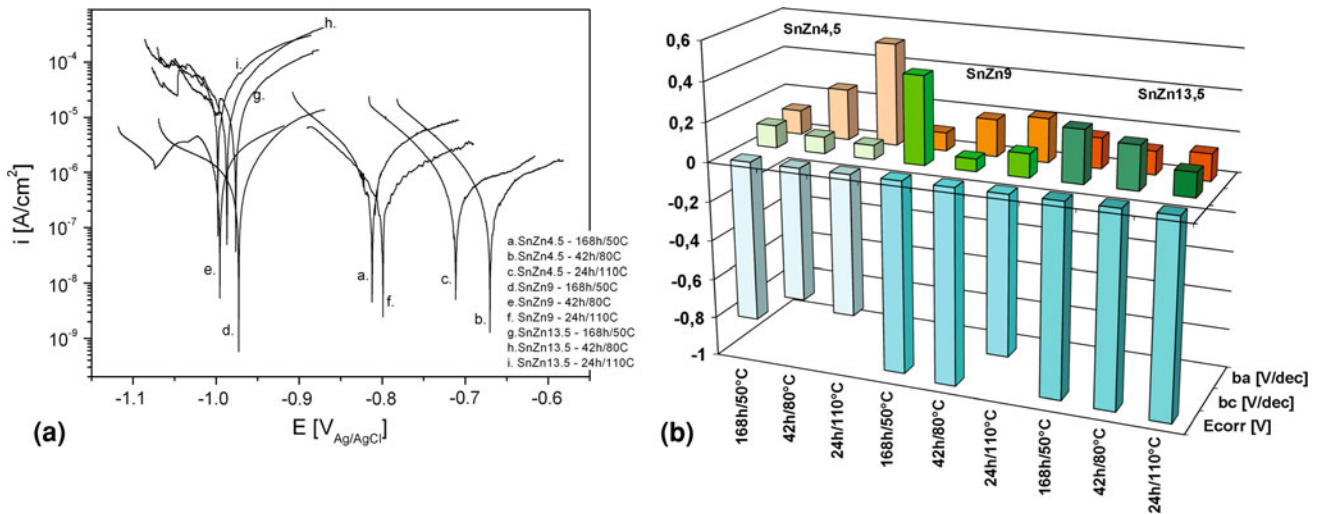 10⁻⁴
10⁻⁵
10⁻⁶
10⁻⁷
10⁻⁸
10⁻⁹
i [A/cm²]
h.
i.
g.
e.
d.
a.
f.
c.
b.
a.SnZn4.5 - 168h/50C
b.SnZn4.5 - 42h/80C
c.SnZn4.5 - 24h/110C
d.SnZn9 - 168h/50C
e.SnZn9 - 42h/80C
f. SnZn9 - 24h/110C
g.SnZn13.5 - 168h/50C
h.SnZn13.5 - 42h/80C
i. SnZn13.5 - 24h/110C
-1.1 -1.0 -0.9 -0.8 -0.7 -0.6
E [V Ag/AgCl]
(a)
0,6
0,4
0,2
0
-0,2
-0,4
-0,6
-0,8
-1
SnZn4,5
SnZn9
SnZn13,5
168h/50°C
42h/80°C
24h/110°C
168h/50°C
42h/80°C
24h/110°C
168h/50°C
42h/80°C
24h/110°C
ba [V/dec]
bc [V/dec]
Ecorr [V]
(b)